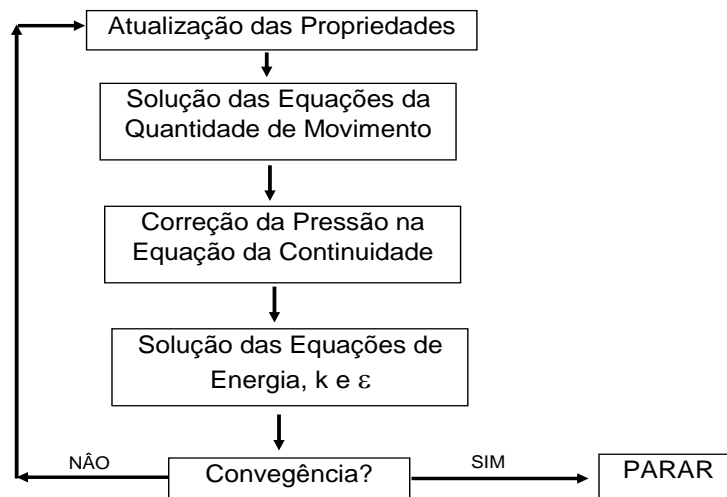 Atualização das Propriedades
Solução das Equações da
Quantidade de Movimento
Correção da Pressão na
Equação da Continuidade
Solução das Equações de
Energia, k e ε
NÂO
Convegência?
SIM
PARAR